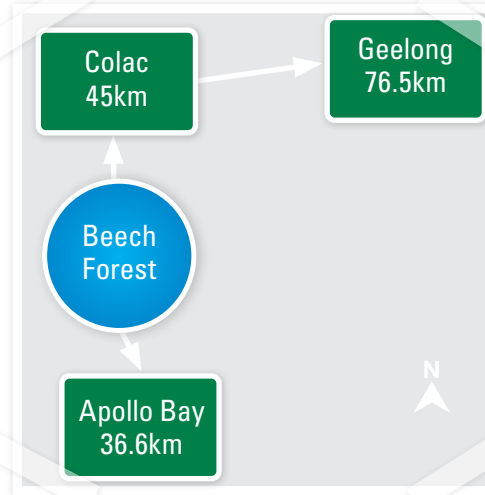 Colac
45km
Geelong
76.5km
Beech
Forest
N
Apollo Bay
36.6km